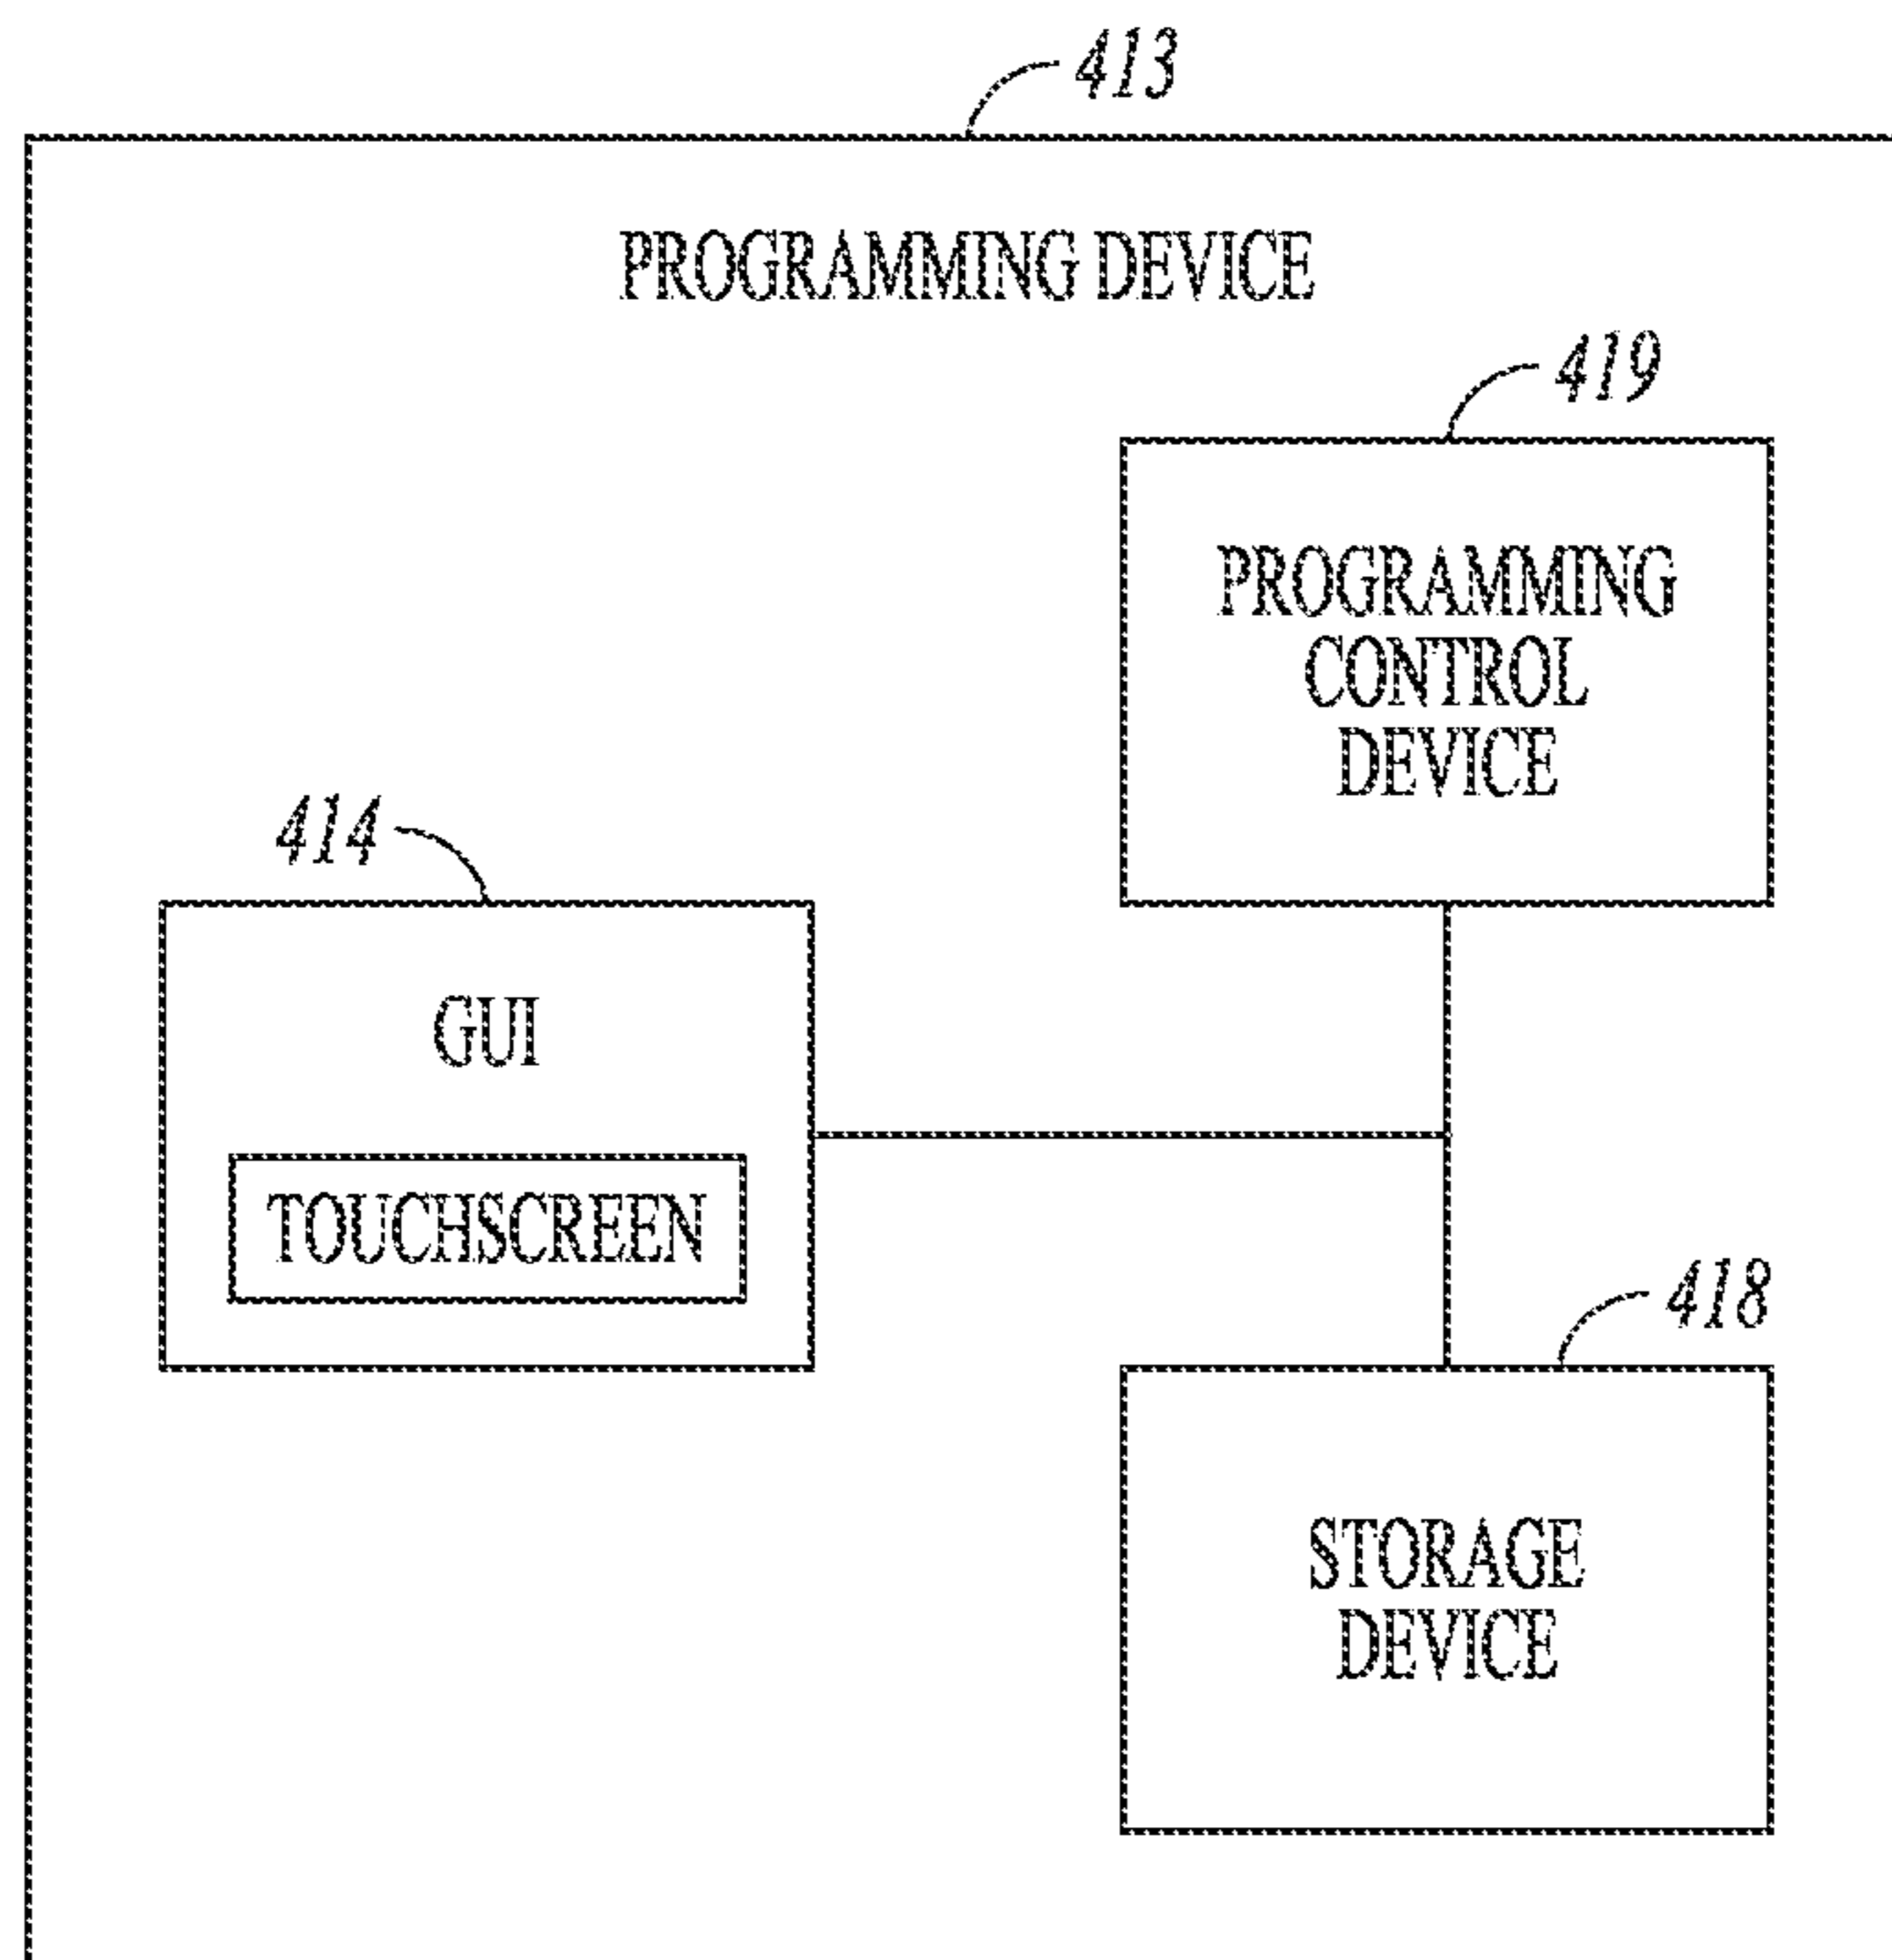 413
PROGRAMMING DEVICE
419
PROGRAMMING
CONTROL
DEVICE
414
GUI
TOUCHSCREEN
418
STORAGE
DEVICE